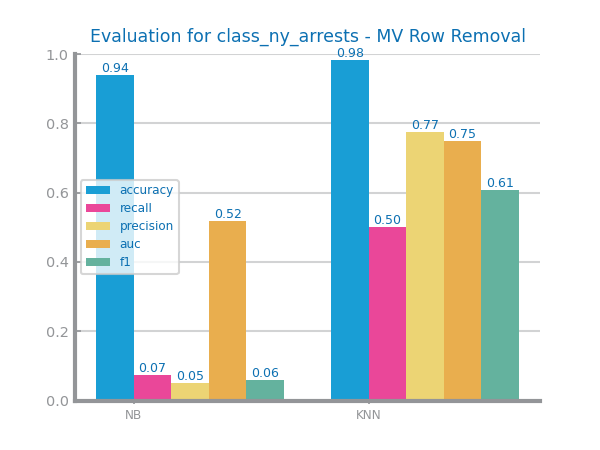 Evaluation for class_ny_arrests - MV Row Removal
1.0
0.8
0.6
0.4
0.2
0.0
0.94
0.07
0.05
0.52
0.06
0.98
0.50
0.77
0.75
0.61
accuracy
recall
precision
auc
f1
NB
KNN